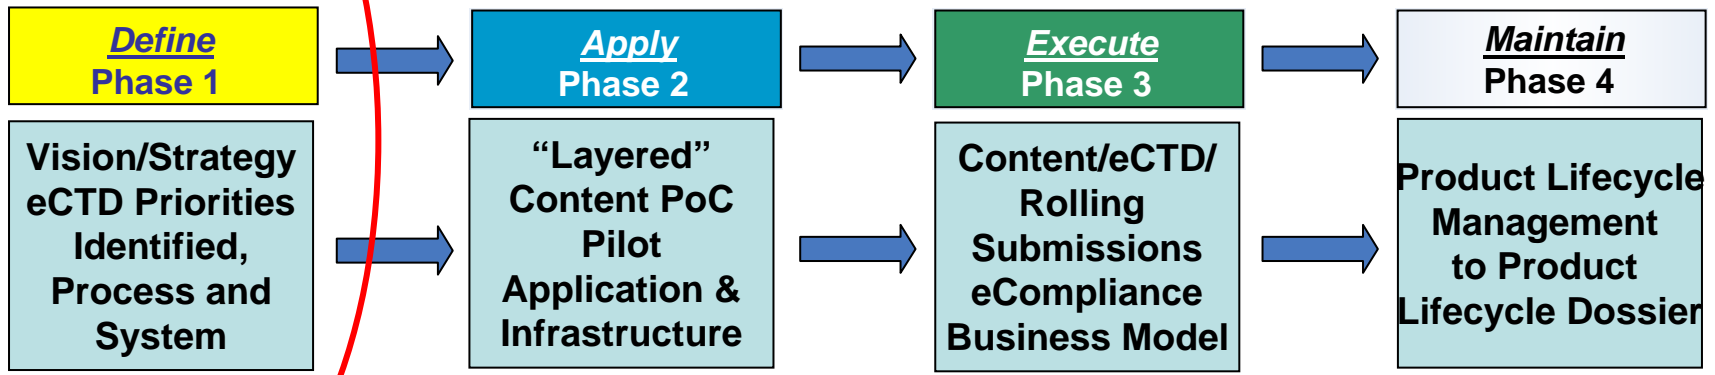 Define
Phase 1
Apply
Phase 2
Execute
Phase 3
Maintain
Phase 4
Vision/Strategy
eCTD Priorities
Identified,
Process and
System
“Layered”
Content PoC
Pilot
Application &
Infrastructure
Content/eCTD/
Rolling
Submissions
eCompliance
Business Model
Product Lifecycle
Management
to Product
Lifecycle Dossier